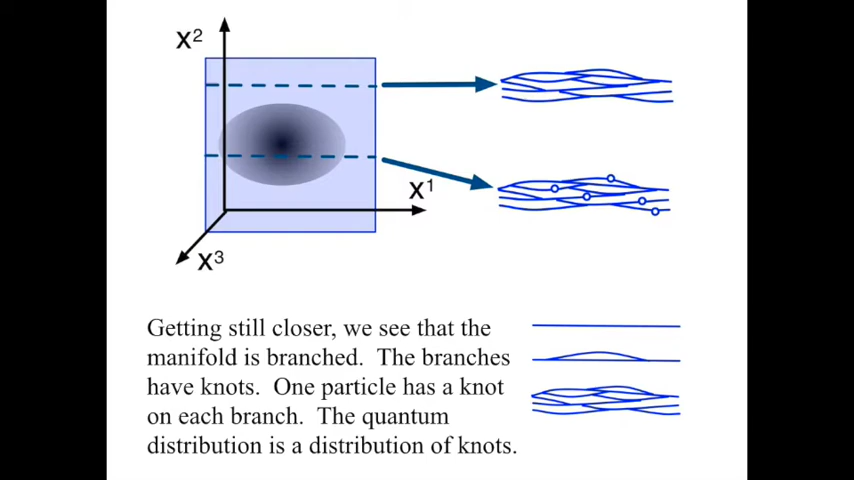 X2
X1
X3
Getting still closer, we see that the
manifold is branched. The branches
have knots. One particle has a knot
on each branch. The quantum
distribution is a distribution of knots.